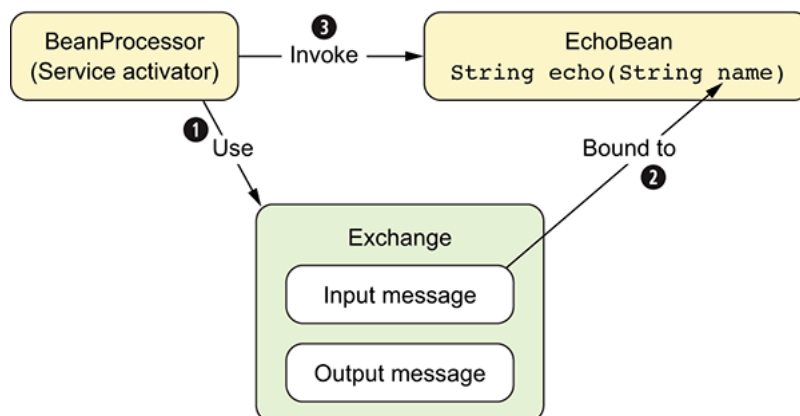 BeanProcessor
(Service activator)
3
Invoke
EchoBean
String echo(String name)
1
Use
Bound to
2
Exchange
Input message
Output message